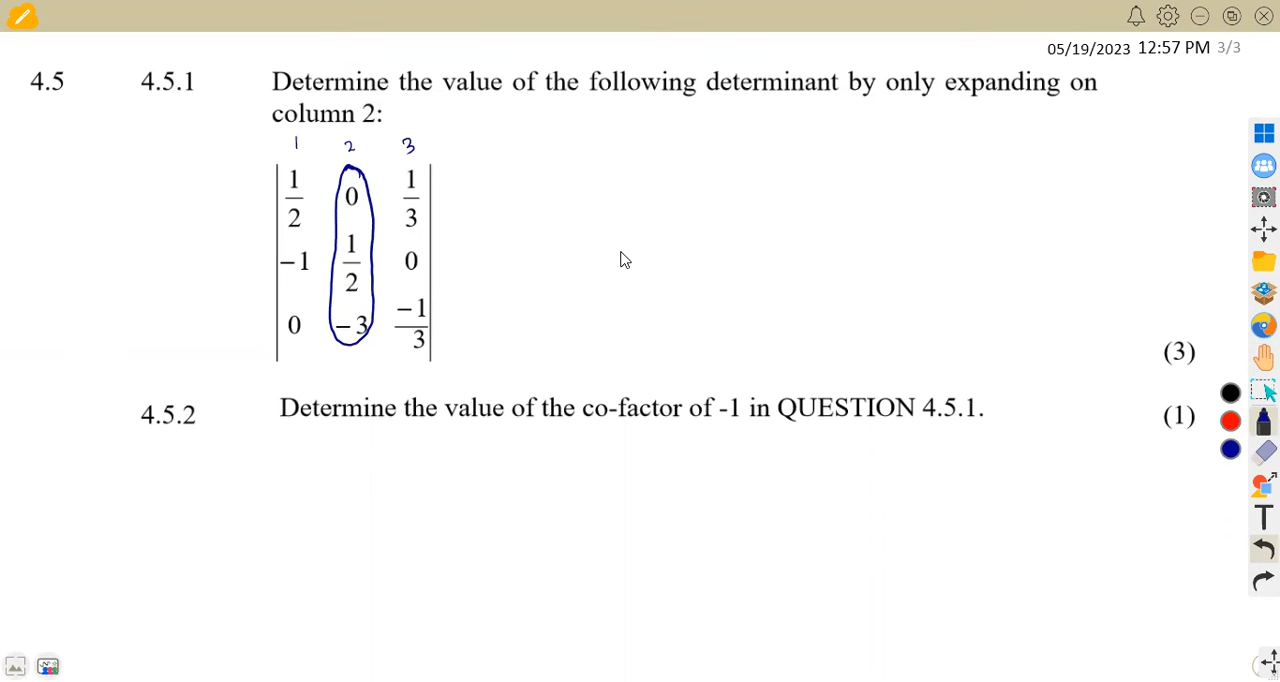 05/19/2023 12:57 PM 3/3
4.5 4.5.1 Determine the value of the following determinant by only expanding on
column 2:
1 2 3
1/2 0 1/3
-1 1/2 0
0 -3 -1/3
(3)
4.5.2 Determine the value of the co-factor of -1 in QUESTION 4.5.1. (1)
T